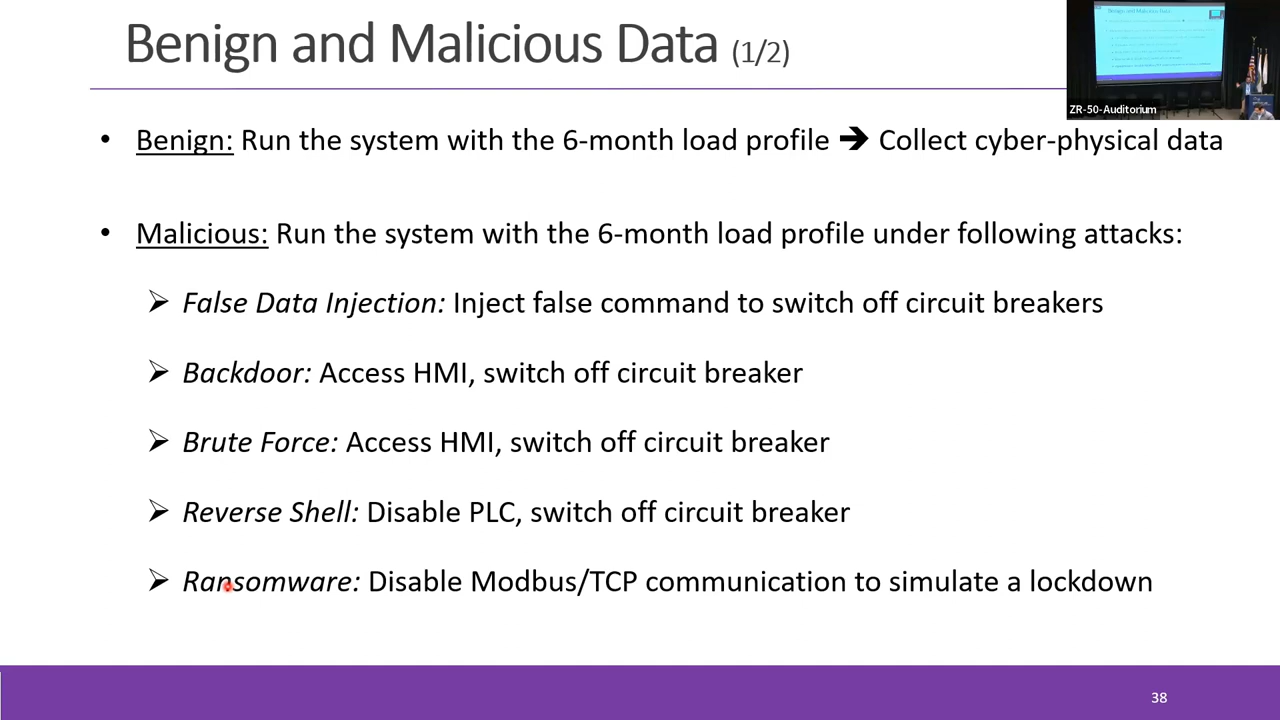 Benign and Malicious Data (1/2)
ZR-50-Auditorium
• Benign: Run the system with the 6-month load profile ➔ Collect cyber-physical data
• Malicious: Run the system with the 6-month load profile under following attacks:
➢ False Data Injection: Inject false command to switch off circuit breakers
➢ Backdoor: Access HMI, switch off circuit breaker
➢ Brute Force: Access HMI, switch off circuit breaker
➢ Reverse Shell: Disable PLC, switch off circuit breaker
➢ Ransomware: Disable Modbus/TCP communication to simulate a lockdown
38